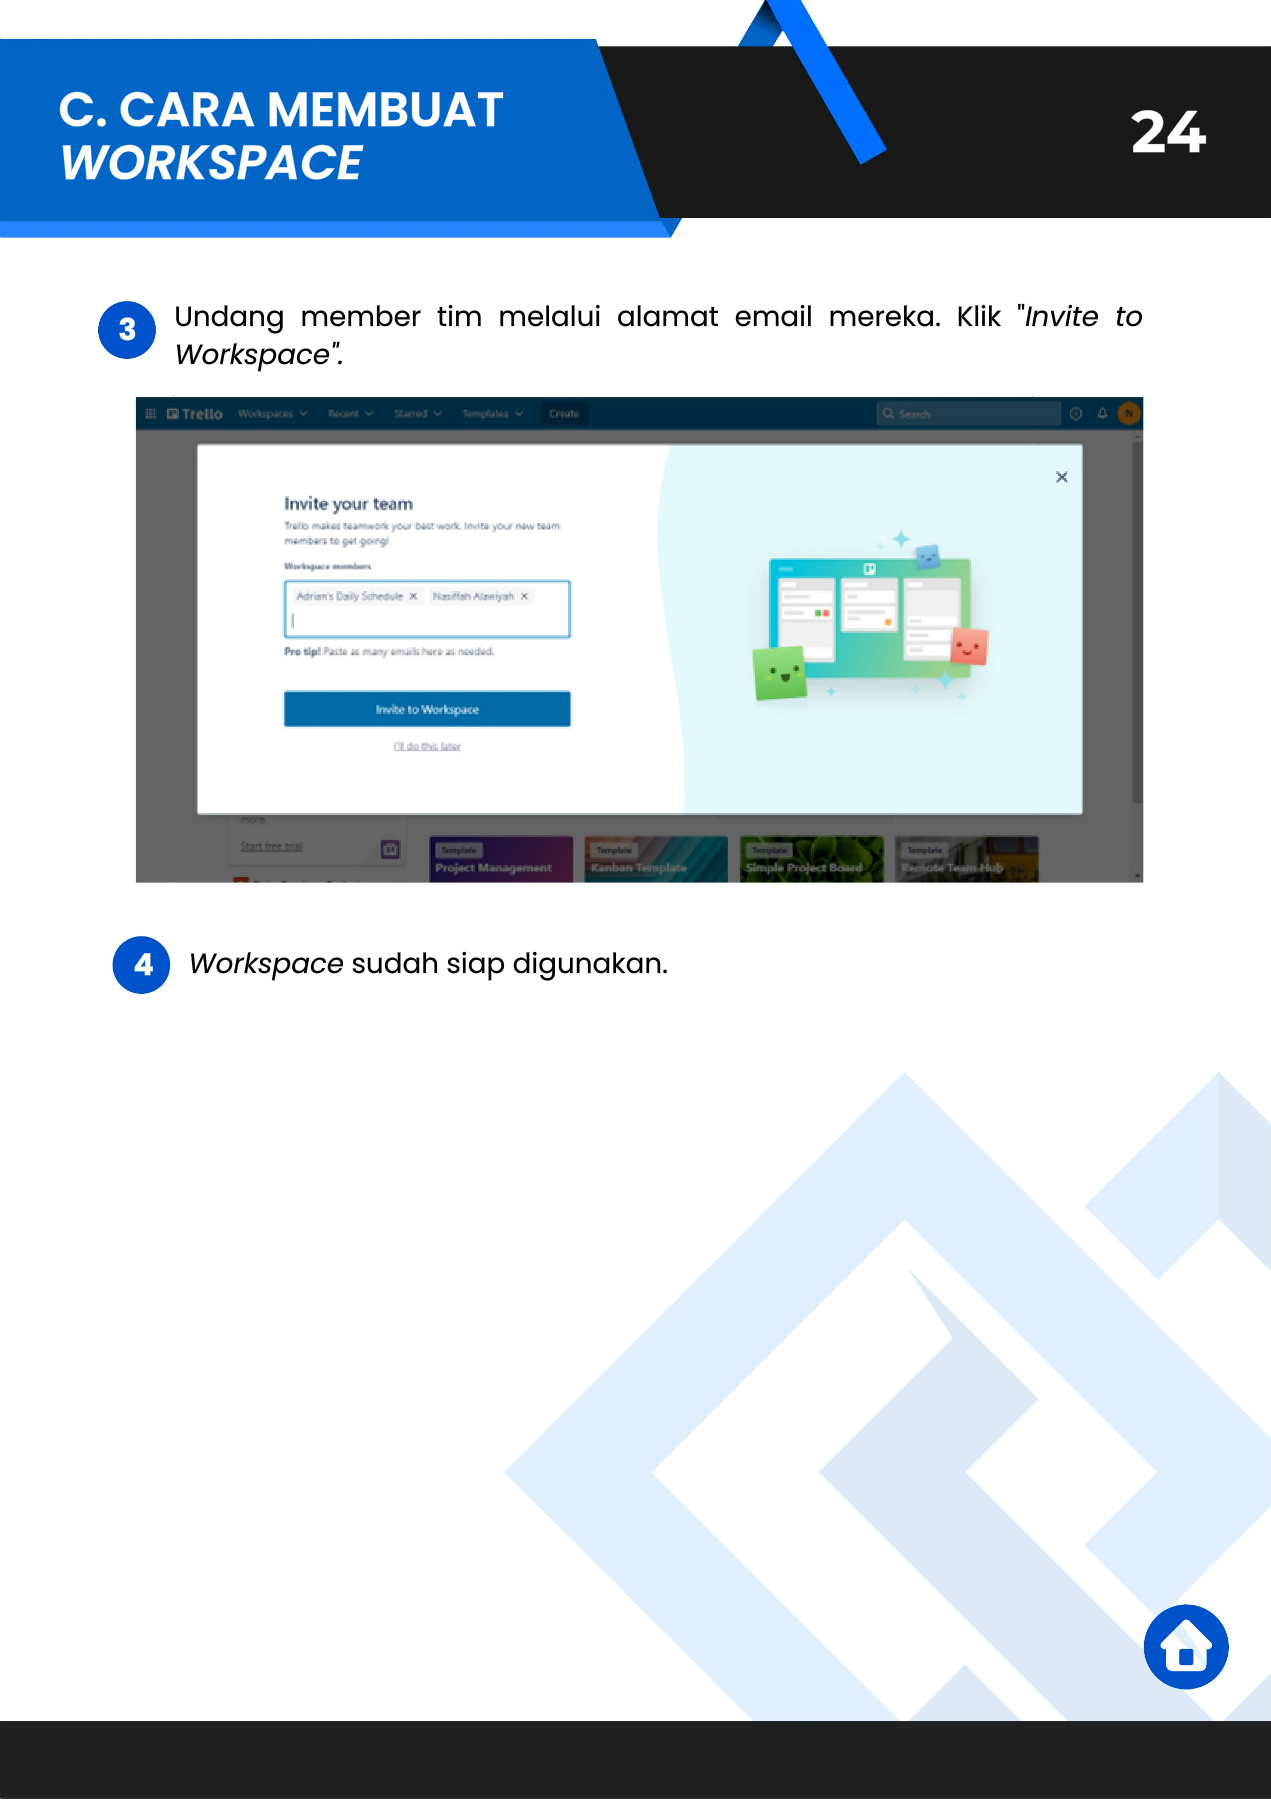 C. CARA MEMBUAT
WORKSPACE
24
3
Undang member tim melalui alamat email mereka. Klik "Invite to
Workspace".
Trello Workspaces Recent Starred Templates Create Search N
Invite your team
Trello makes teamwork your best work. Invite your new team
members to get going!
Workspace members
Adrian's Daily Schedule × Nasiffah Alawiyah ×
Pro tip! Paste as many emails here as needed.
Invite to Workspace
I'll do this later
more.
Start free trial
Template Template Template Template
Project Management Kanban Template Simple Project Board Remote Team Hub
4
Workspace sudah siap digunakan.